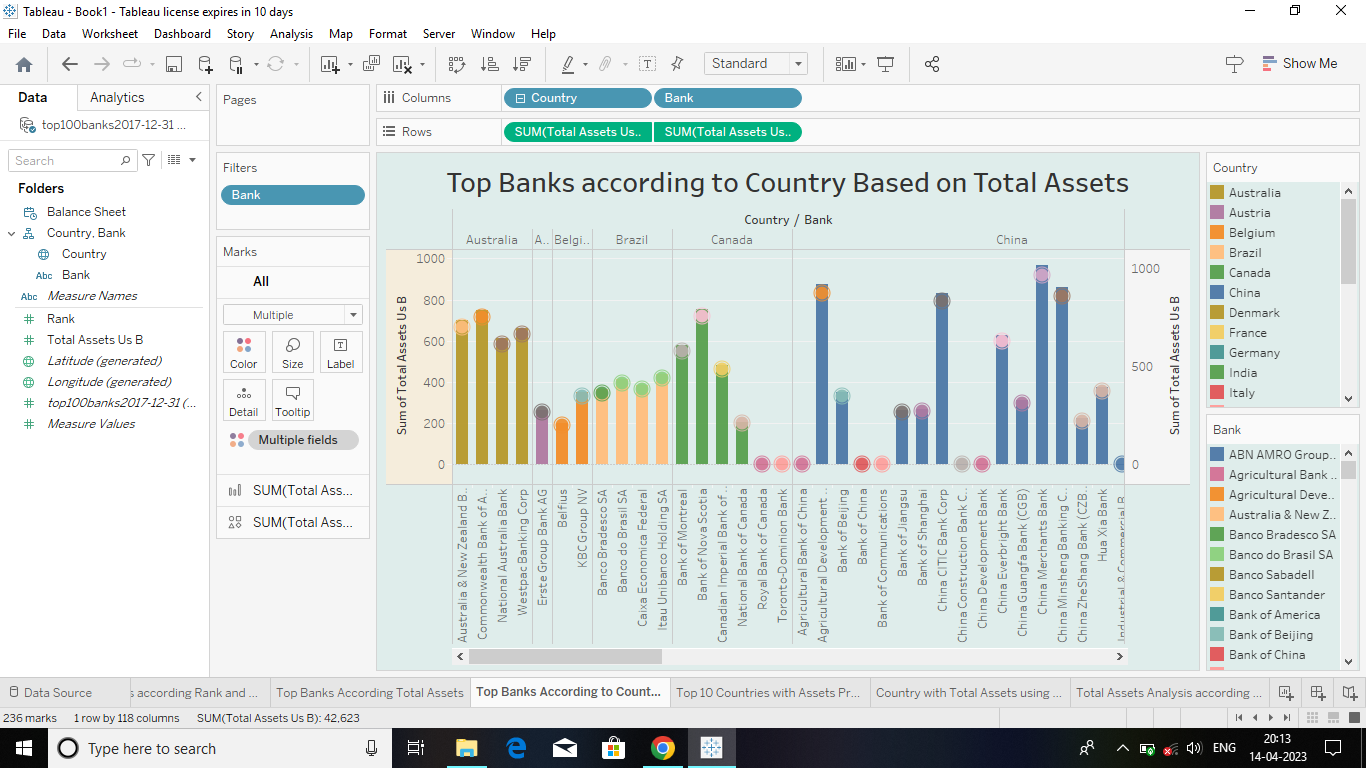 Tableau - Book1 - Tableau license expires in 10 days
File Data Worksheet Dashboard Story Analysis Map Format Server Window Help
Standard
Show Me
Data Analytics
top100banks2017-12-31 ...
Search
Folders
Balance Sheet
Country, Bank
Country
Abc Bank
Abc Measure Names
Rank
Total Assets Us B
Latitude (generated)
Longitude (generated)
top100banks2017-12-31 (...
Measure Values
Pages
Filters
Bank
Marks
All
Multiple
Color Size Label
Detail Tooltip
Multiple fields
SUM(Total Ass...
SUM(Total Ass...
Columns Country Bank
Rows SUM(Total Assets Us.. SUM(Total Assets Us..
Top Banks according to Country Based on Total Assets
Country / Bank
Australia A.. Belgi.. Brazil Canada China
Sum of Total Assets Us B
1000
800
600
400
200
0
1000
500
0
Sum of Total Assets Us B
Australia & New Zealand B..
Commonwealth Bank of A..
National Australia Bank
Westpac Banking Corp
Erste Group Bank AG
Belfius
KBC Group NV
Banco Bradesco SA
Banco do Brasil SA
Caixa Economica Federal
Itau Unibanco Holding SA
Bank of Montreal
Bank of Nova Scotia
Canadian Imperial Bank of ..
National Bank of Canada
Royal Bank of Canada
Toronto-Dominion Bank
Agricultural Bank of China
Agricultural Development ..
Bank of Beijing
Bank of China
Bank of Communications
Bank of Jiangsu
Bank of Shanghai
China CITIC Bank Corp
China Construction Bank C..
China Development Bank
China Everbright Bank
China Guangfa Bank (CGB)
China Merchants Bank
China Minsheng Banking C..
China ZheShang Bank (CZB..
Hua Xia Bank
Industrial & Commercial B..
Country
Australia
Austria
Belgium
Brazil
Canada
China
Denmark
France
Germany
India
Italy
Bank
ABN AMRO Group...
Agricultural Bank ...
Agricultural Deve...
Australia & New Z...
Banco Bradesco SA
Banco do Brasil SA
Banco Sabadell
Banco Santander
Bank of America
Bank of Beijing
Bank of China
Data Source s according Rank and ... Top Banks According Total Assets Top Banks According to Count... Top 10 Countries with Assets Pr... Country with Total Assets using ... Total Assets Analysis according ...
236 marks 1 row by 118 columns SUM(Total Assets Us B): 42,623
Type here to search
ENG
20:13
14-04-2023